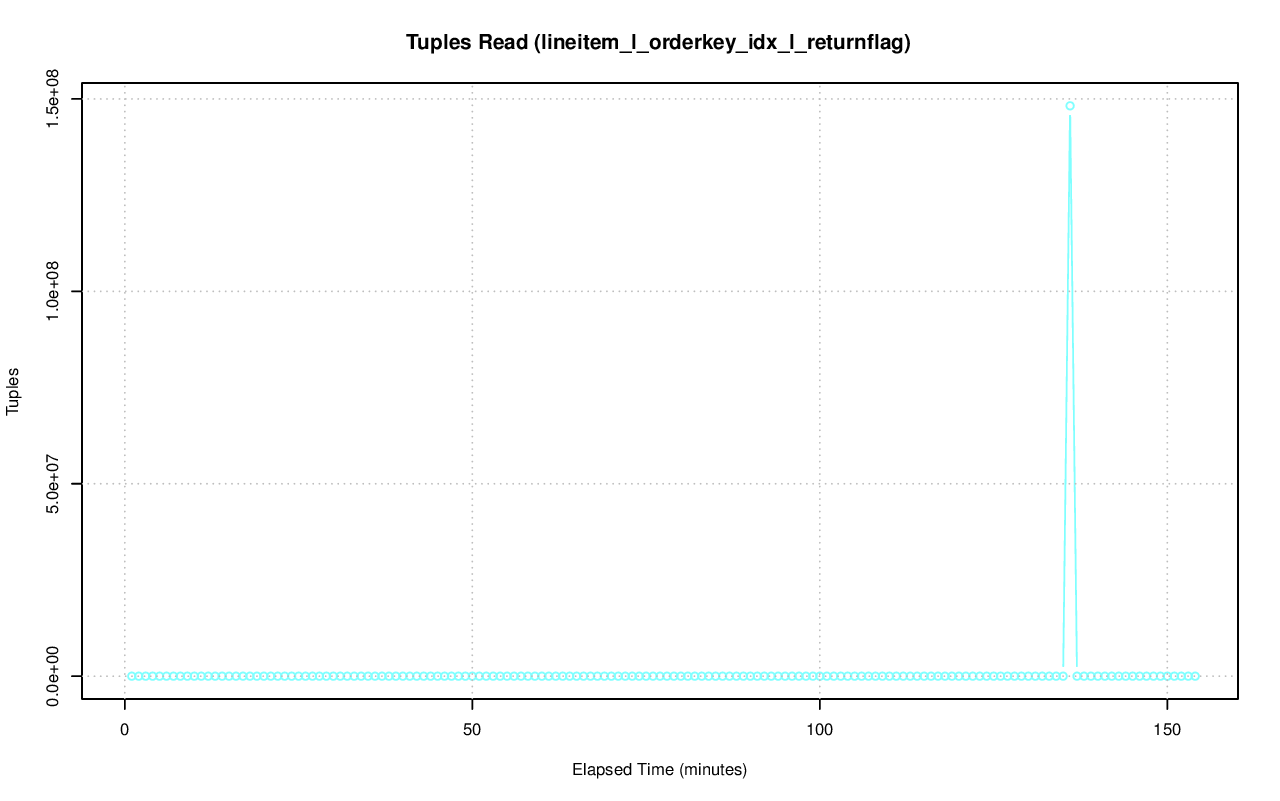 Tuples Read (lineitem_l_orderkey_idx_l_returnflag)
1.5e+08
1.0e+08
5.0e+07
0.0e+00
Tuples
0 50 100 150
Elapsed Time (minutes)